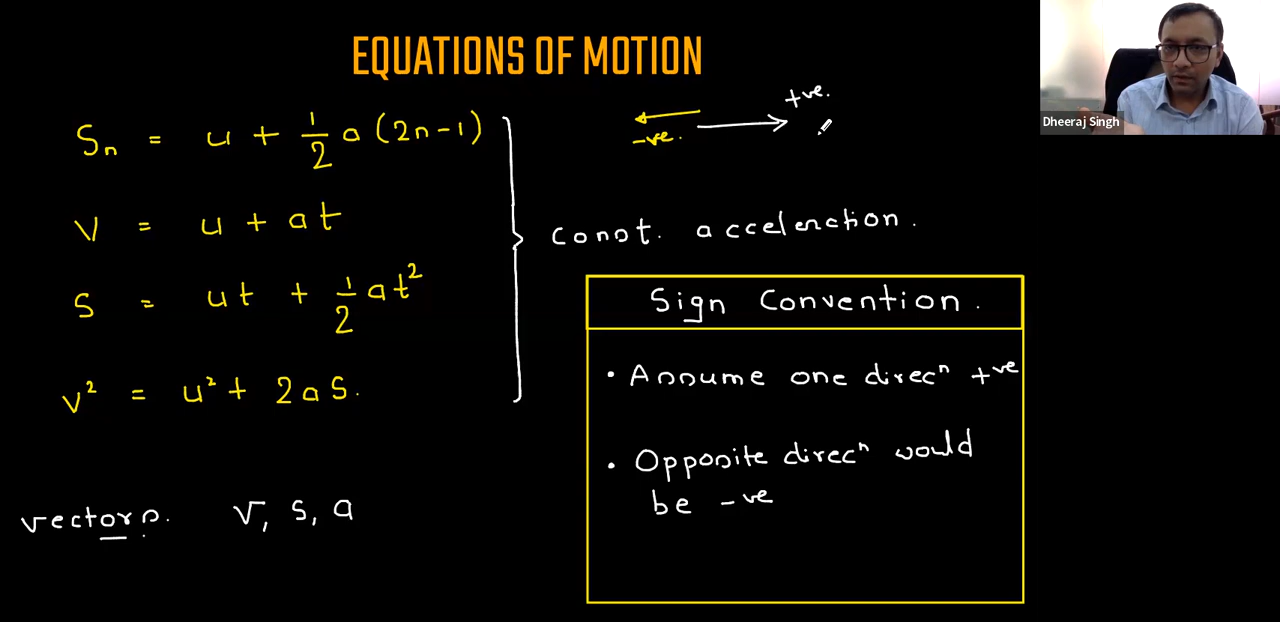 EQUATIONS OF MOTION
Sₙ = u + 1/2 a (2n-1)
-ve. +ve.
Dheeraj Singh
v = u + at
const. acceleration.
s = ut + 1/2 at²
v² = u² + 2as.
Sign Convention.
• Assume one direcⁿ +ve
• Opposite direcⁿ would
be -ve
vectors. v, s, a